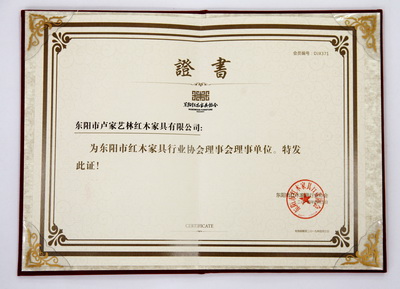 證書
东阳市卢家艺林红木家具有限公司:
为东阳市红木家具行业协会理事会理事单位。特发
此证!
CERTIFICATE